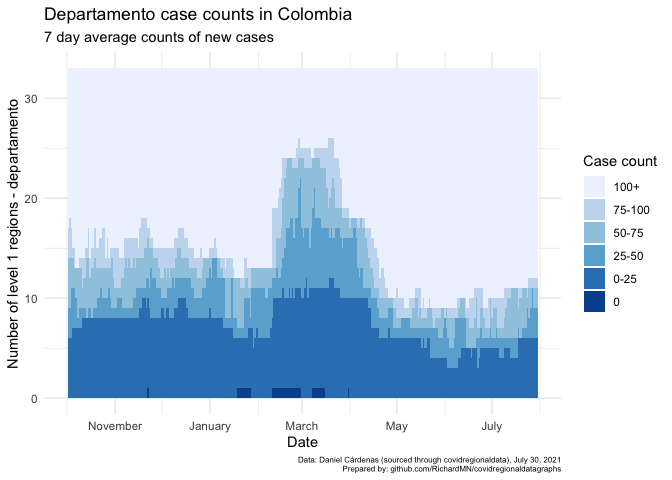 Departamento case counts in Colombia
7 day average counts of new cases
Number of level 1 regions - departamento
30
20
10
0
November
January
March
May
July
Date
Case count
100+
75-100
50-75
25-50
0-25
0
Data: Daniel Cárdenas (sourced through covidregionaldata), July 30, 2021
Prepared by: github.com/RichardMN/covidregionaldatagraphs